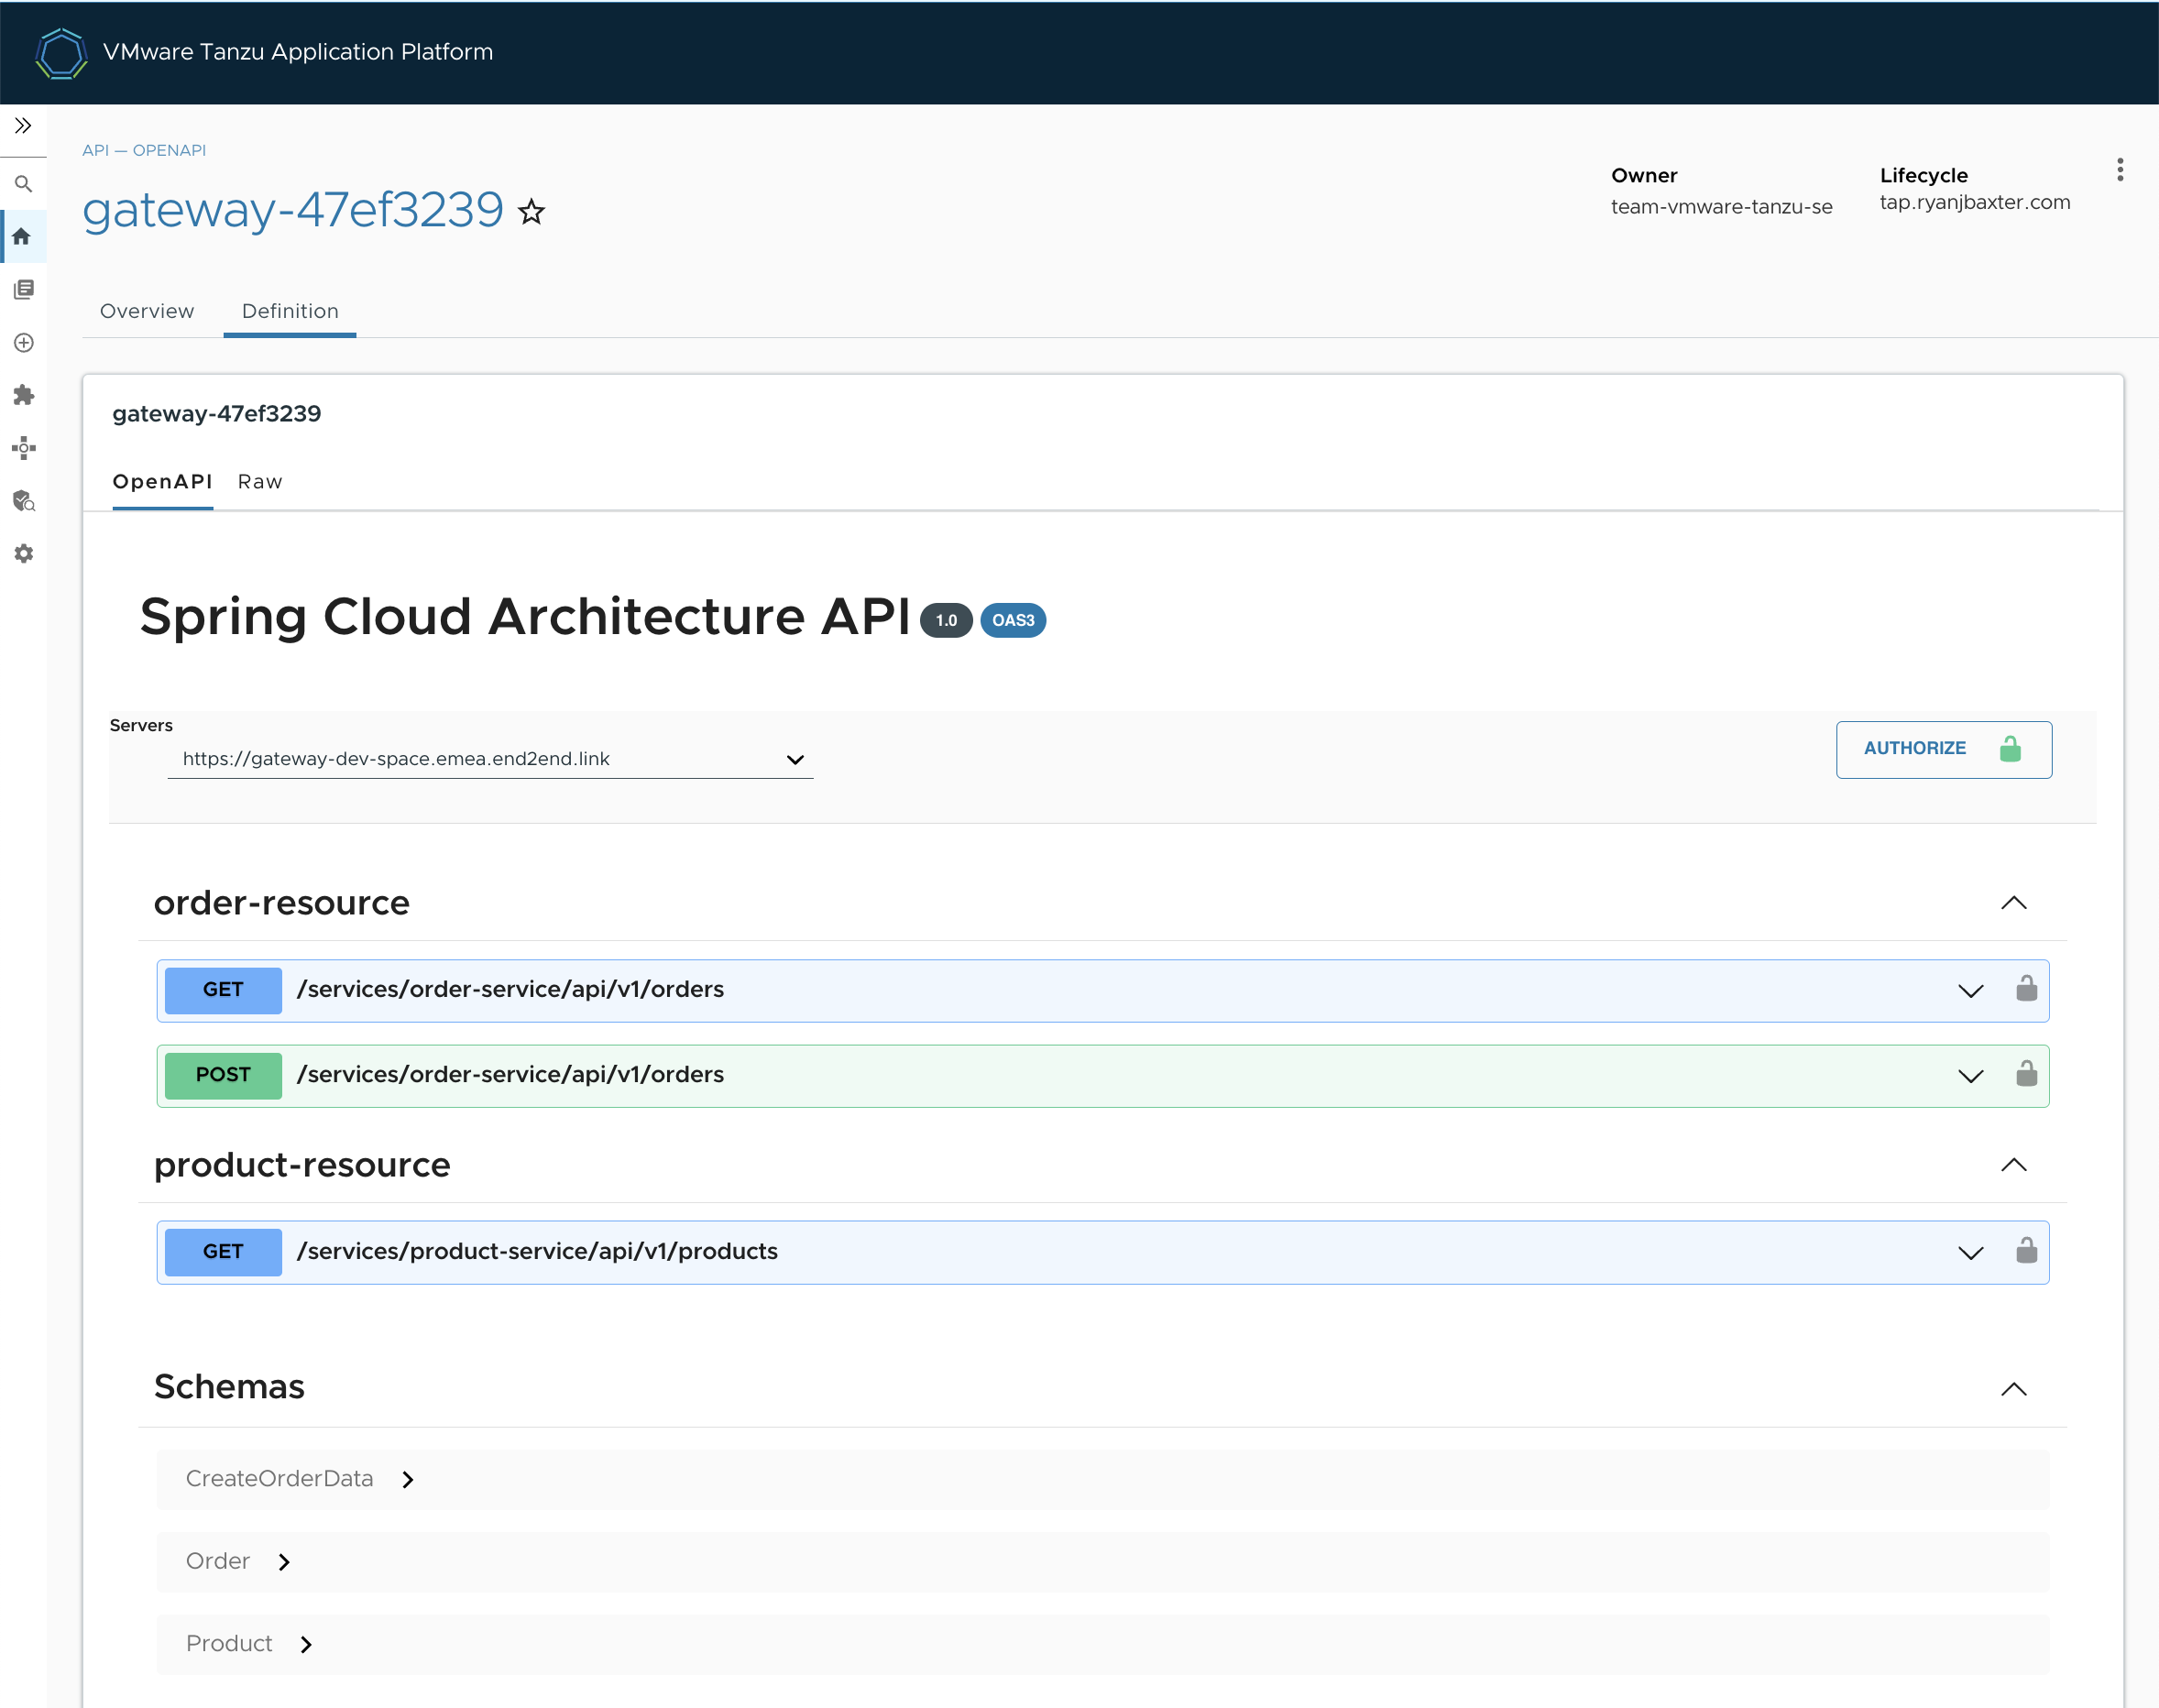 VMware Tanzu Application Platform
API — OPENAPI
gateway-47ef3239
Owner
team-vmware-tanzu-se
Lifecycle
tap.ryanjbaxter.com
Overview
Definition
gateway-47ef3239
OpenAPI
Raw
Spring Cloud Architecture API 1.0 OAS3
Servers
https://gateway-dev-space.emea.end2end.link
AUTHORIZE
order-resource
GET /services/order-service/api/v1/orders
POST /services/order-service/api/v1/orders
product-resource
GET /services/product-service/api/v1/products
Schemas
CreateOrderData
Order
Product